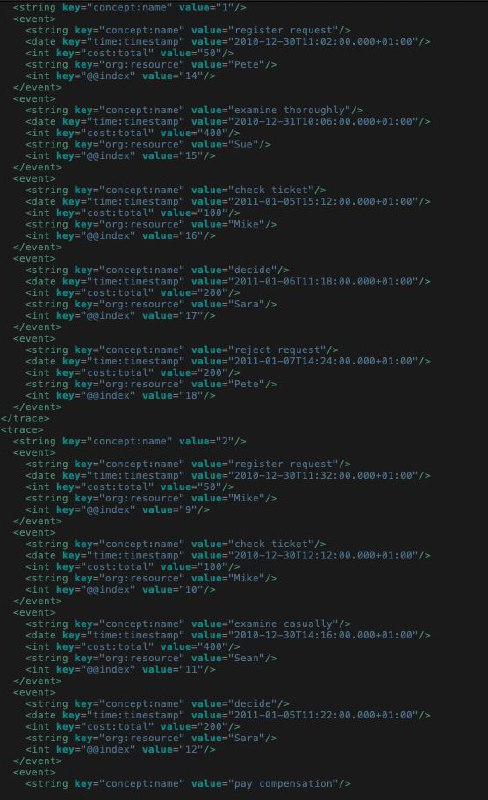 <string key="concept:name" value="1"/>
<event>
<string key="concept:name" value="register request"/>
<date key="time:timestamp" value="2010-12-30T11:02:00.000+01:00"/>
<int key="cost:total" value="50"/>
<string key="org:resource" value="Pete"/>
<int key="@@index" value="14"/>
</event>
<event>
<string key="concept:name" value="examine thoroughly"/>
<date key="time:timestamp" value="2010-12-31T10:06:00.000+01:00"/>
<int key="cost:total" value="400"/>
<string key="org:resource" value="Sue"/>
<int key="@@index" value="15"/>
</event>
<event>
<string key="concept:name" value="check ticket"/>
<date key="time:timestamp" value="2011-01-05T15:12:00.000+01:00"/>
<int key="cost:total" value="100"/>
<string key="org:resource" value="Mike"/>
<int key="@@index" value="16"/>
</event>
<event>
<string key="concept:name" value="decide"/>
<date key="time:timestamp" value="2011-01-06T11:18:00.000+01:00"/>
<int key="cost:total" value="200"/>
<string key="org:resource" value="Sara"/>
<int key="@@index" value="17"/>
</event>
<event>
<string key="concept:name" value="reject request"/>
<date key="time:timestamp" value="2011-01-07T14:24:00.000+01:00"/>
<int key="cost:total" value="200"/>
<string key="org:resource" value="Pete"/>
<int key="@@index" value="18"/>
</event>
</trace>
<trace>
<string key="concept:name" value="2"/>
<event>
<string key="concept:name" value="register request"/>
<date key="time:timestamp" value="2010-12-30T11:32:00.000+01:00"/>
<int key="cost:total" value="50"/>
<string key="org:resource" value="Mike"/>
<int key="@@index" value="9"/>
</event>
<event>
<string key="concept:name" value="check ticket"/>
<date key="time:timestamp" value="2010-12-30T12:12:00.000+01:00"/>
<int key="cost:total" value="100"/>
<string key="org:resource" value="Mike"/>
<int key="@@index" value="10"/>
</event>
<event>
<string key="concept:name" value="examine casually"/>
<date key="time:timestamp" value="2010-12-30T14:16:00.000+01:00"/>
<int key="cost:total" value="400"/>
<string key="org:resource" value="Sean"/>
<int key="@@index" value="11"/>
</event>
<event>
<string key="concept:name" value="decide"/>
<date key="time:timestamp" value="2011-01-05T11:22:00.000+01:00"/>
<int key="cost:total" value="200"/>
<string key="org:resource" value="Sara"/>
<int key="@@index" value="12"/>
</event>
<event>
<string key="concept:name" value="pay compensation"/>